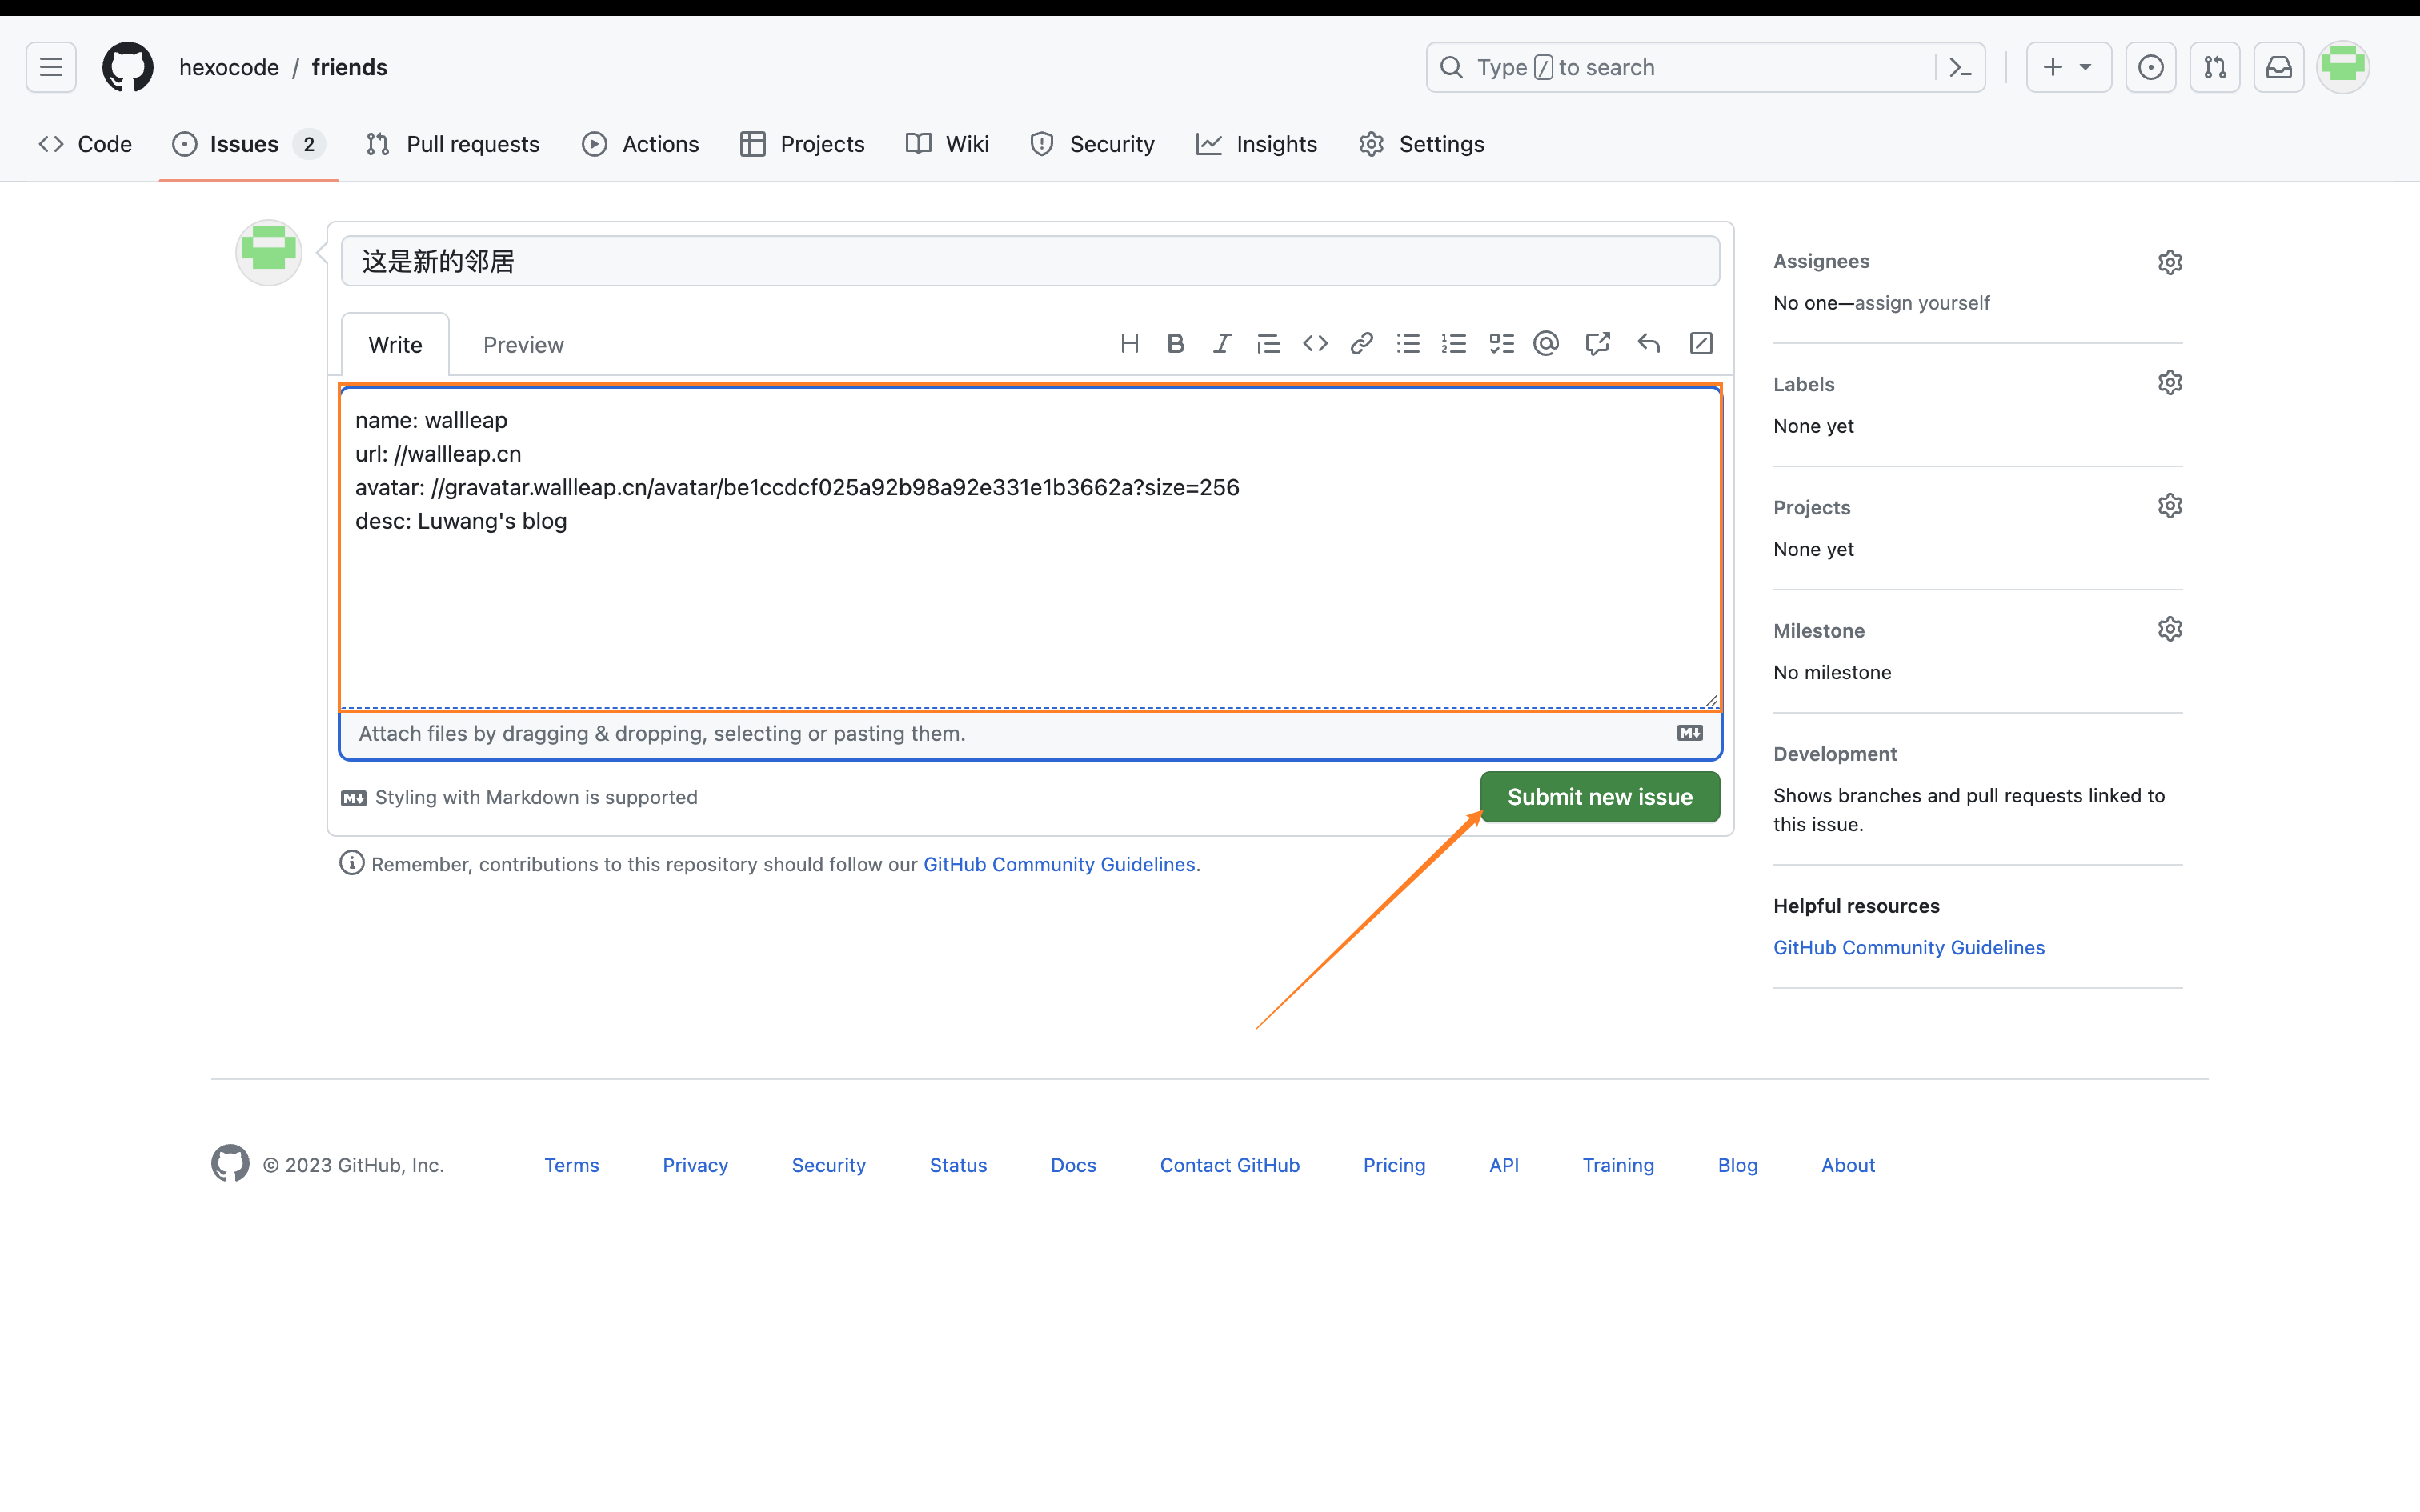 hexocode / friends
Type / to search
Code
Issues 2
Pull requests
Actions
Projects
Wiki
Security
Insights
Settings
这是新的邻居
Write
Preview
name: wallleap
url: //wallleap.cn
avatar: //gravatar.wallleap.cn/avatar/be1ccdcf025a92b98a92e331e1b3662a?size=256
desc: Luwang's blog
Attach files by dragging & dropping, selecting or pasting them.
Styling with Markdown is supported
Submit new issue
Remember, contributions to this repository should follow our GitHub Community Guidelines.
Assignees
No one—assign yourself
Labels
None yet
Projects
None yet
Milestone
No milestone
Development
Shows branches and pull requests linked to
this issue.
Helpful resources
GitHub Community Guidelines
© 2023 GitHub, Inc.
Terms
Privacy
Security
Status
Docs
Contact GitHub
Pricing
API
Training
Blog
About